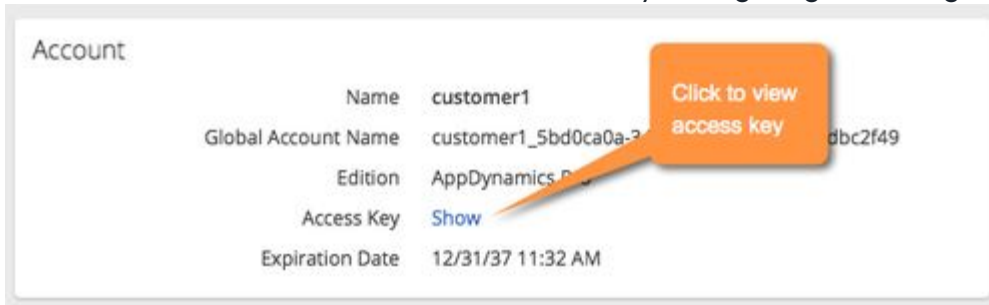 Account
Name customer1
Global Account Name customer1_5bd0ca0a-3 dbc2f49
Edition AppDynamics
Access Key Show
Expiration Date 12/31/37 11:32 AM
Click to view
access key